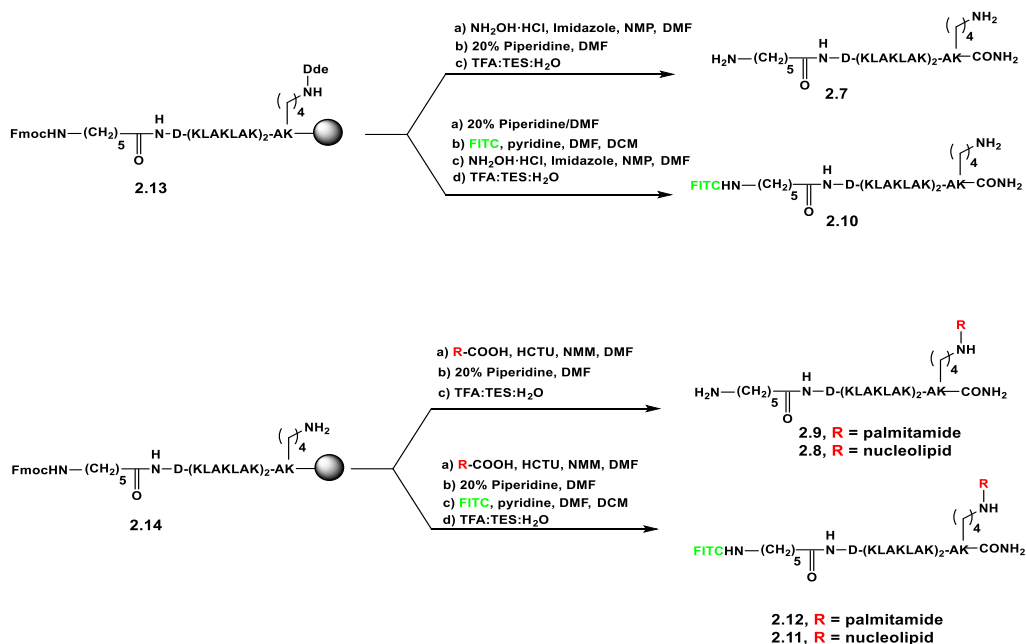 a) NH₂OH·HCl, Imidazole, NMP, DMF
b) 20% Piperidine, DMF
c) TFA:TES:H₂O
Dde
NH
4
FmocHN (CH₂)₅ O H N D-(KLAKLAK)₂-AK
2.13
NH₂
4
H₂N (CH₂)₅ O H N D-(KLAKLAK)₂-AK CONH₂
2.7
a) 20% Piperidine/DMF
b) FITC, pyridine, DMF, DCM
c) NH₂OH·HCl, Imidazole, NMP, DMF
d) TFA:TES:H₂O
NH₂
4
FITCHN (CH₂)₅ O H N D-(KLAKLAK)₂-AK CONH₂
2.10
a) R-COOH, HCTU, NMM, DMF
b) 20% Piperidine, DMF
c) TFA:TES:H₂O
NH₂
4
FmocHN (CH₂)₅ O H N D-(KLAKLAK)₂-AK
2.14
R
NH
4
H₂N (CH₂)₅ O H N D-(KLAKLAK)₂-AK CONH₂
2.9, R = palmitamide
2.8, R = nucleolipid
a) R-COOH, HCTU, NMM, DMF
b) 20% Piperidine, DMF
c) FITC, pyridine, DMF, DCM
d) TFA:TES:H₂O
R
NH
4
FITCHN (CH₂)₅ O H N D-(KLAKLAK)₂-AK CONH₂
2.12, R = palmitamide
2.11, R = nucleolipid